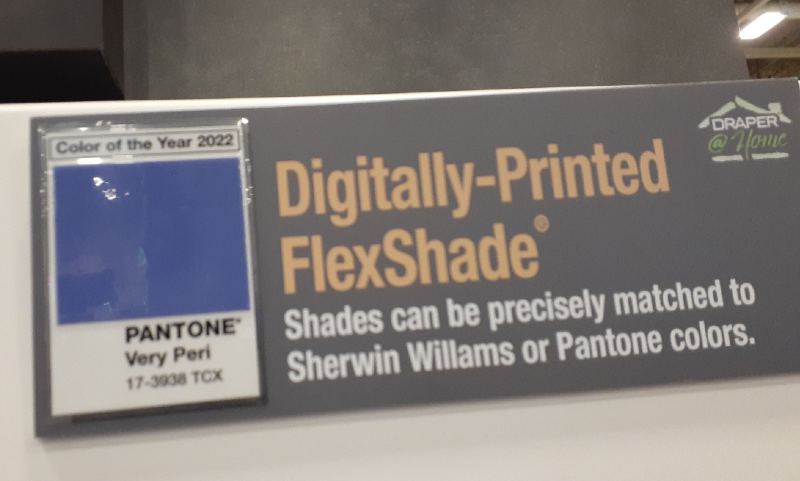 Color of the Year 2022
PANTONE®
Very Peri
17-3938 TCX
Digitally-Printed
FlexShade®
Shades can be precisely matched to
Sherwin Willams or Pantone colors.
DRAPER
@ Home